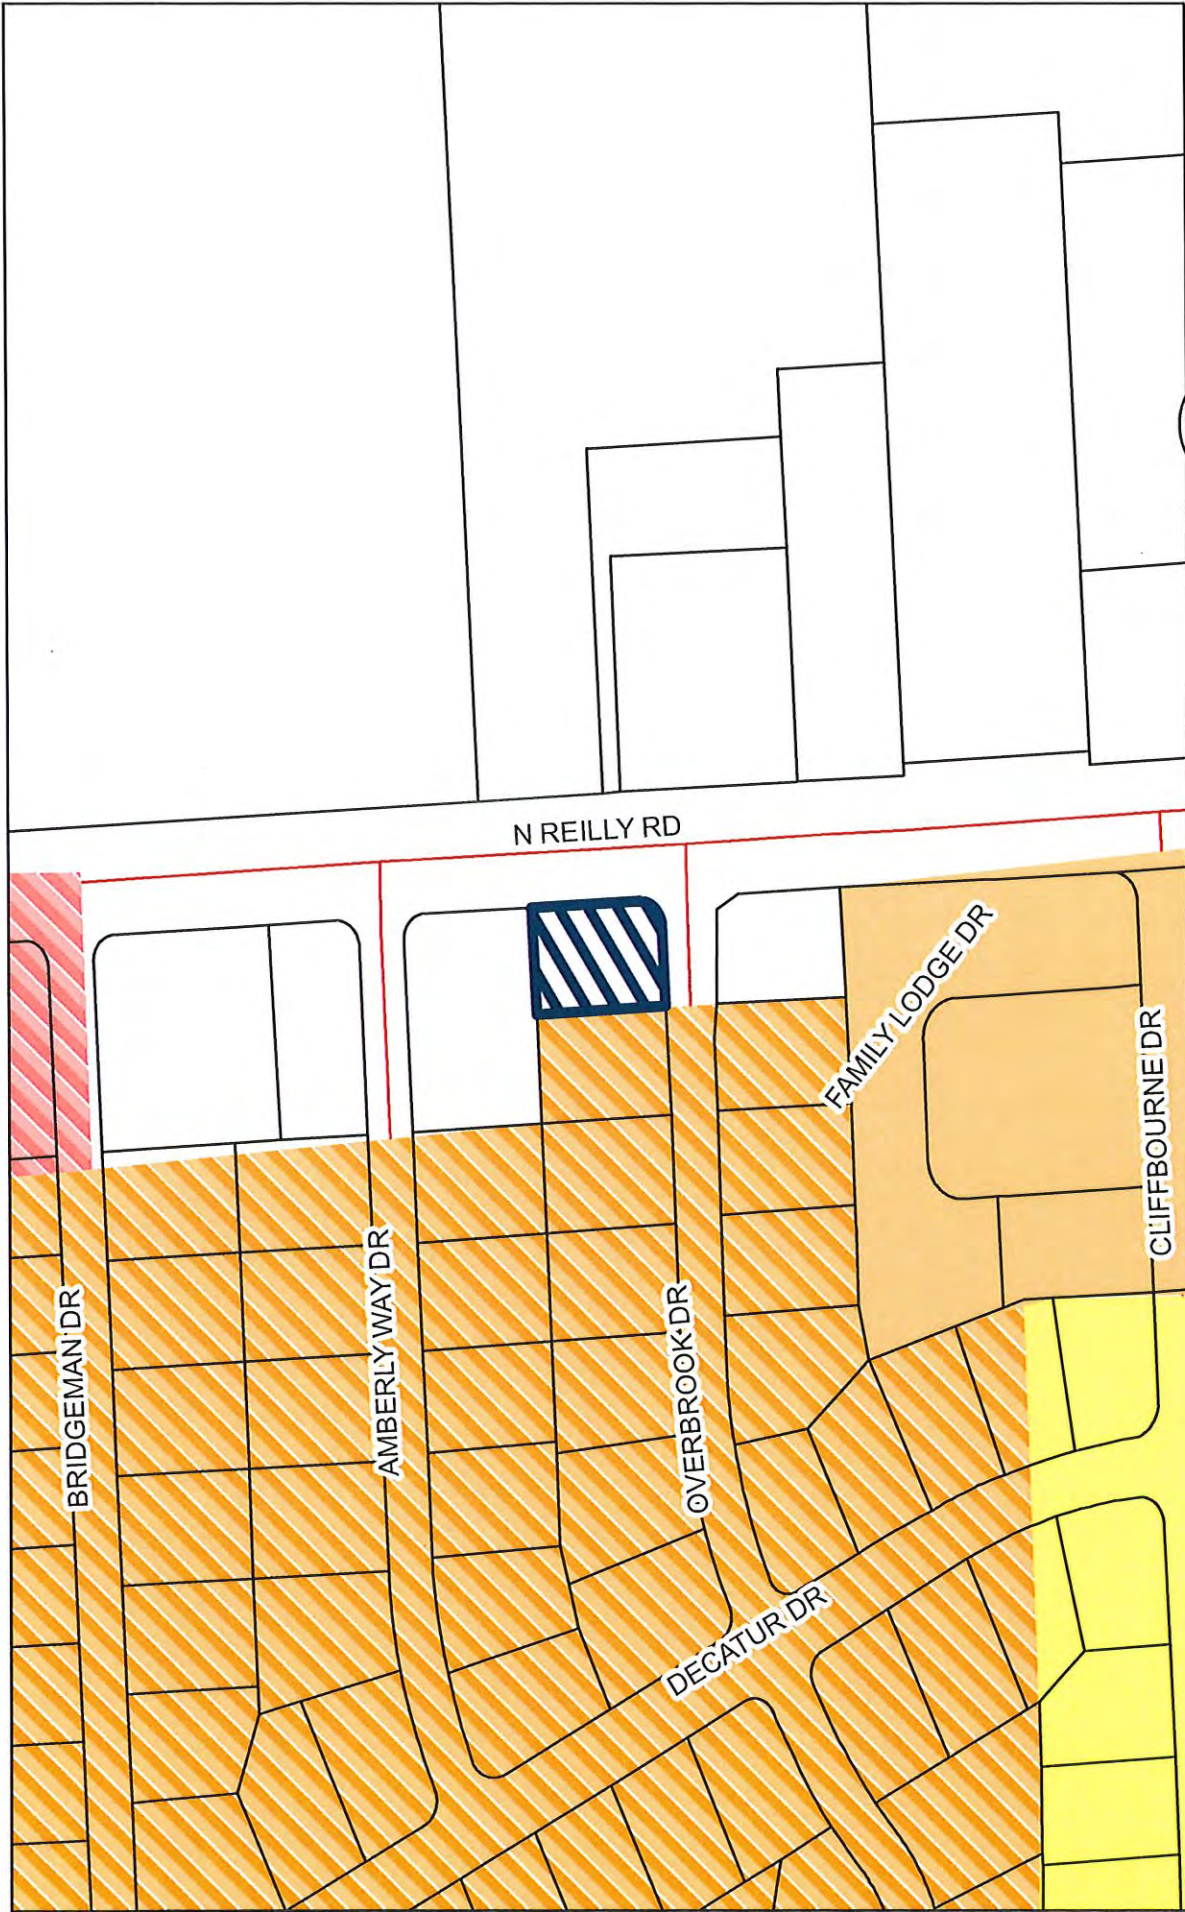 N REILLY RD
FAMILY LODGE DR
CLIFFBOURNE DR
BRIDGEMAN DR
AMBERLY WAY DR
OVERBROOK DR
DECATUR DR